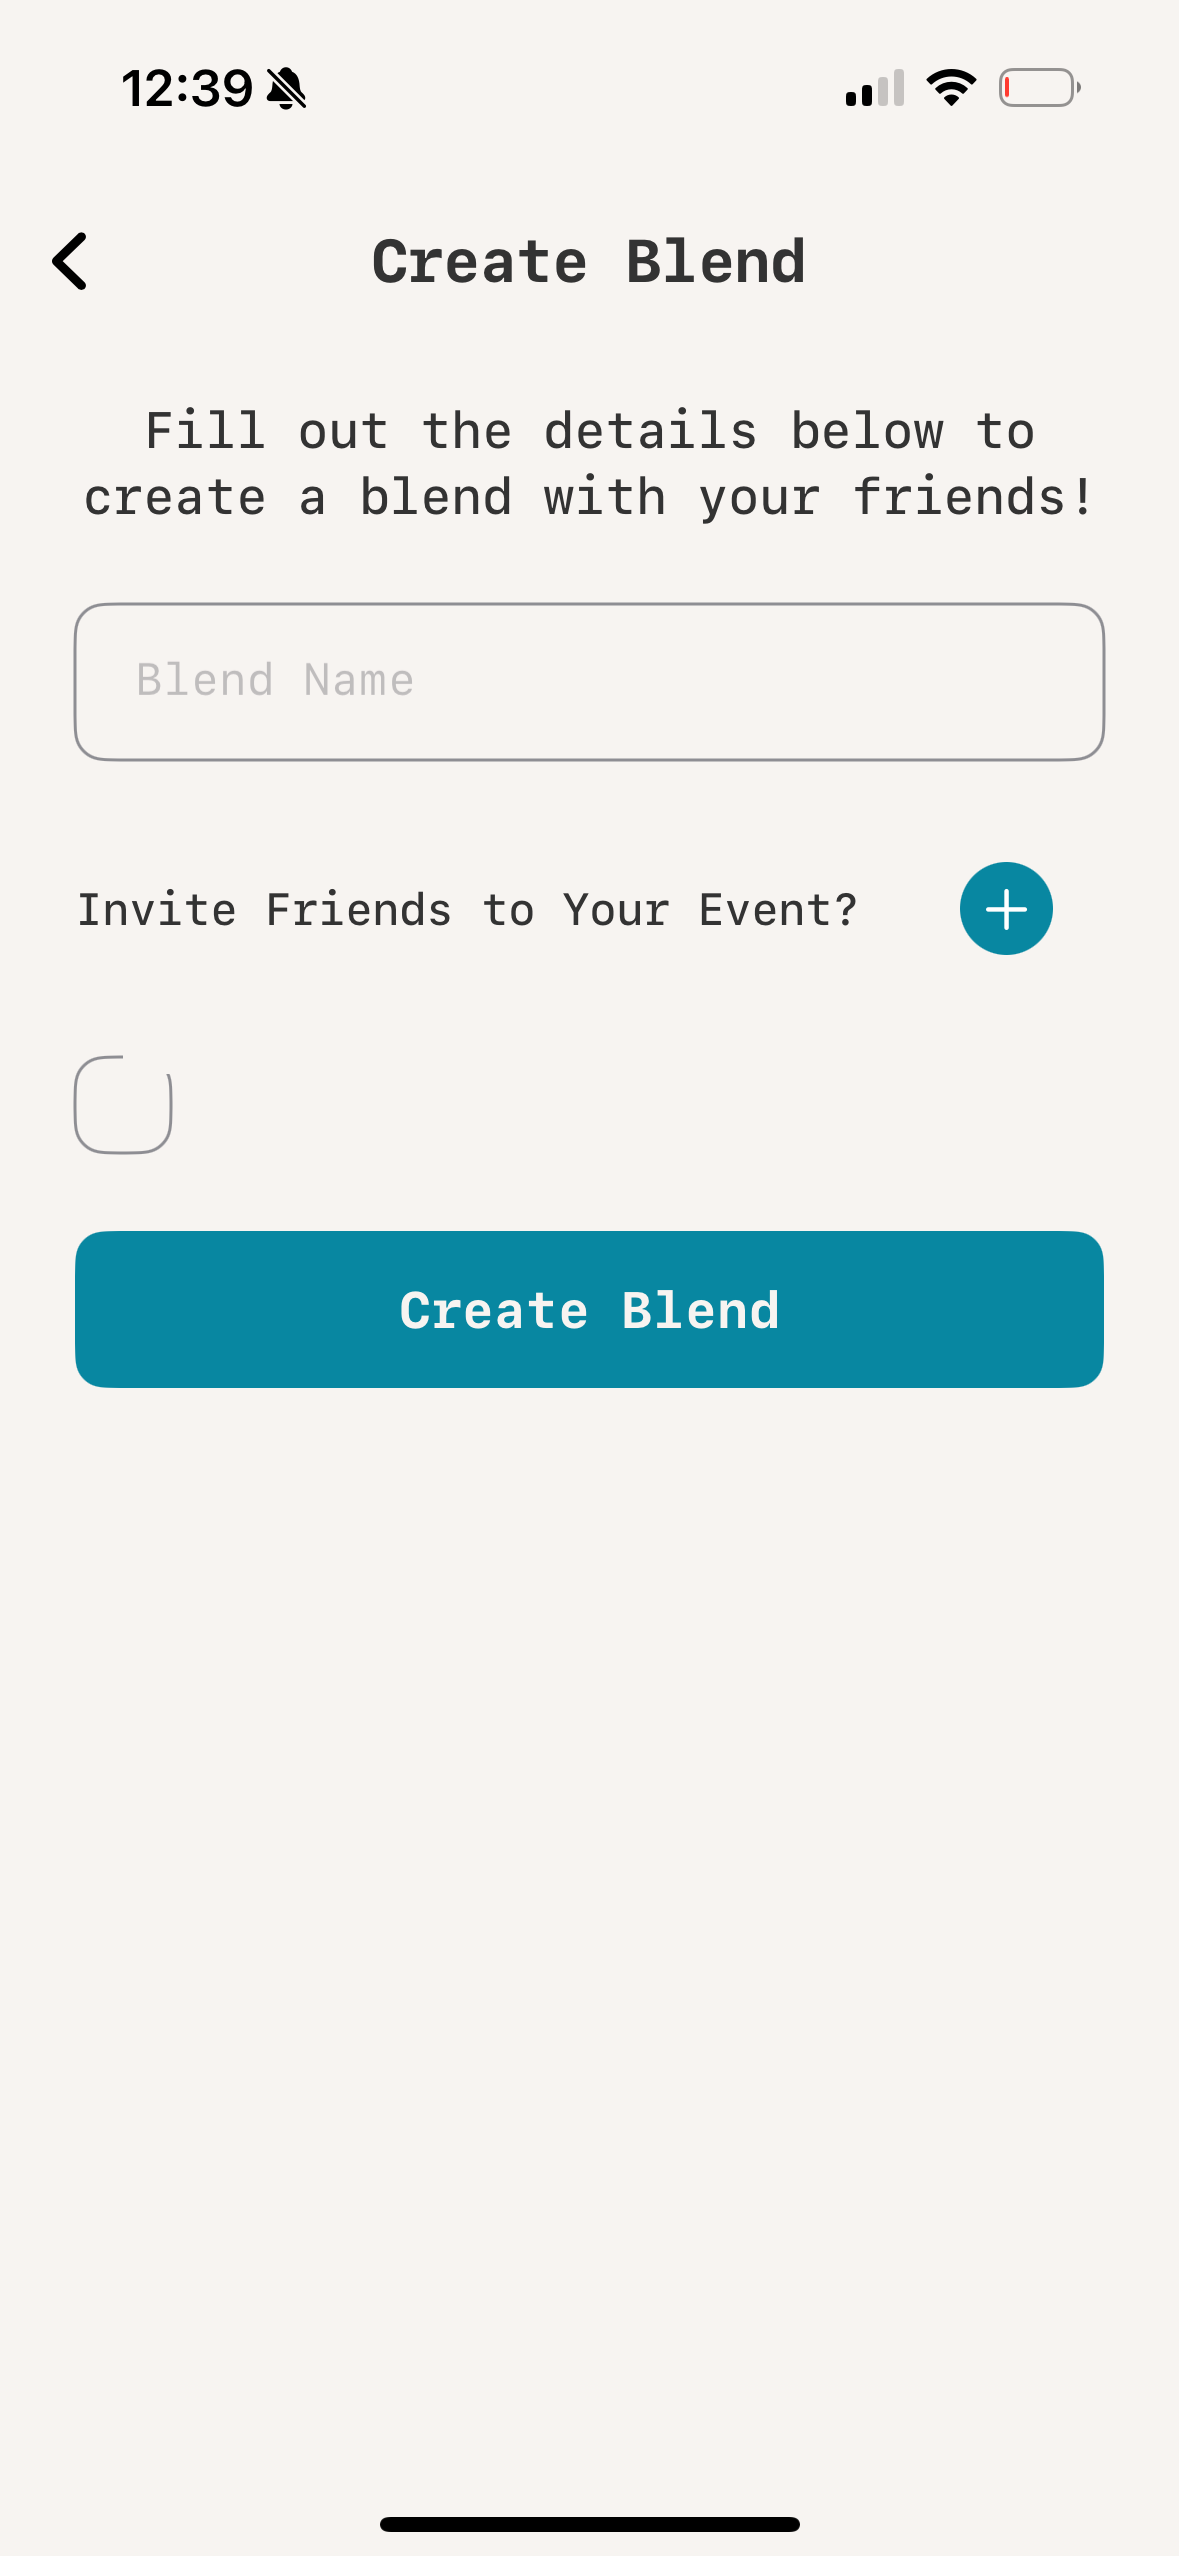 12:39
Create Blend
Fill out the details below to
create a blend with your friends!
Blend Name
Invite Friends to Your Event?
Create Blend